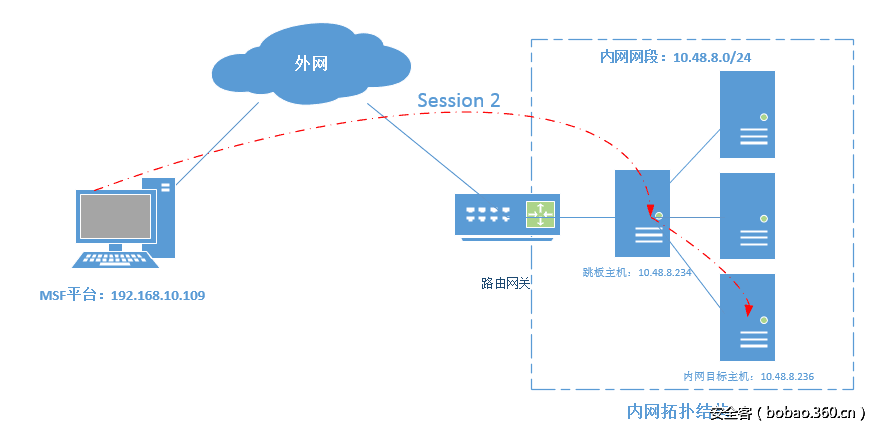 外网
内网网段：10.48.8.0/24
Session 2
跳板主机：10.48.8.234
路由网关
MSF平台：192.168.10.109
内网目标主机：10.48.8.236
内网拓扑结
安全客（bobao.360.cn）